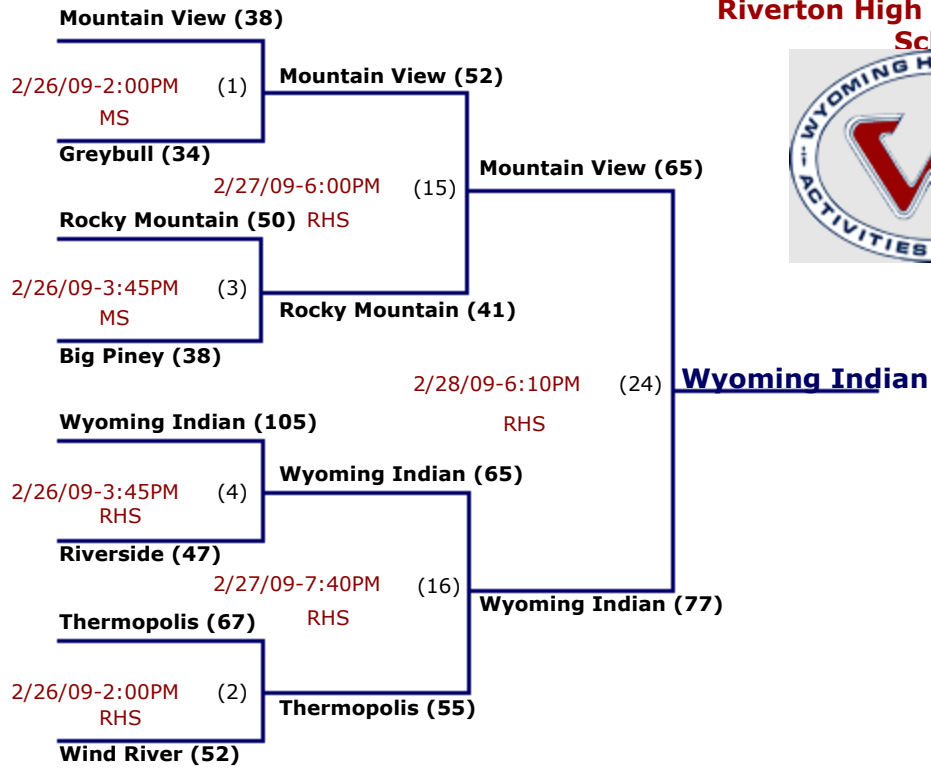 Mountain View (38)
Riverton High
2/26/09-2:00PM (1) Mountain View (52)
MS
Greybull (34)
2/27/09-6:00PM (15) Mountain View (65)
Rocky Mountain (50) RHS
2/26/09-3:45PM (3)
MS
Rocky Mountain (41)
Big Piney (38)
2/28/09-6:10PM (24) Wyoming Indian
RHS
Wyoming Indian (105)
Wyoming Indian (65)
2/26/09-3:45PM (4)
RHS
Riverside (47)
2/27/09-7:40PM (16)
RHS
Wyoming Indian (77)
Thermopolis (67)
2/26/09-2:00PM (2)
RHS
Thermopolis (55)
Wind River (52)
WYOMING H
ACTIVITIES